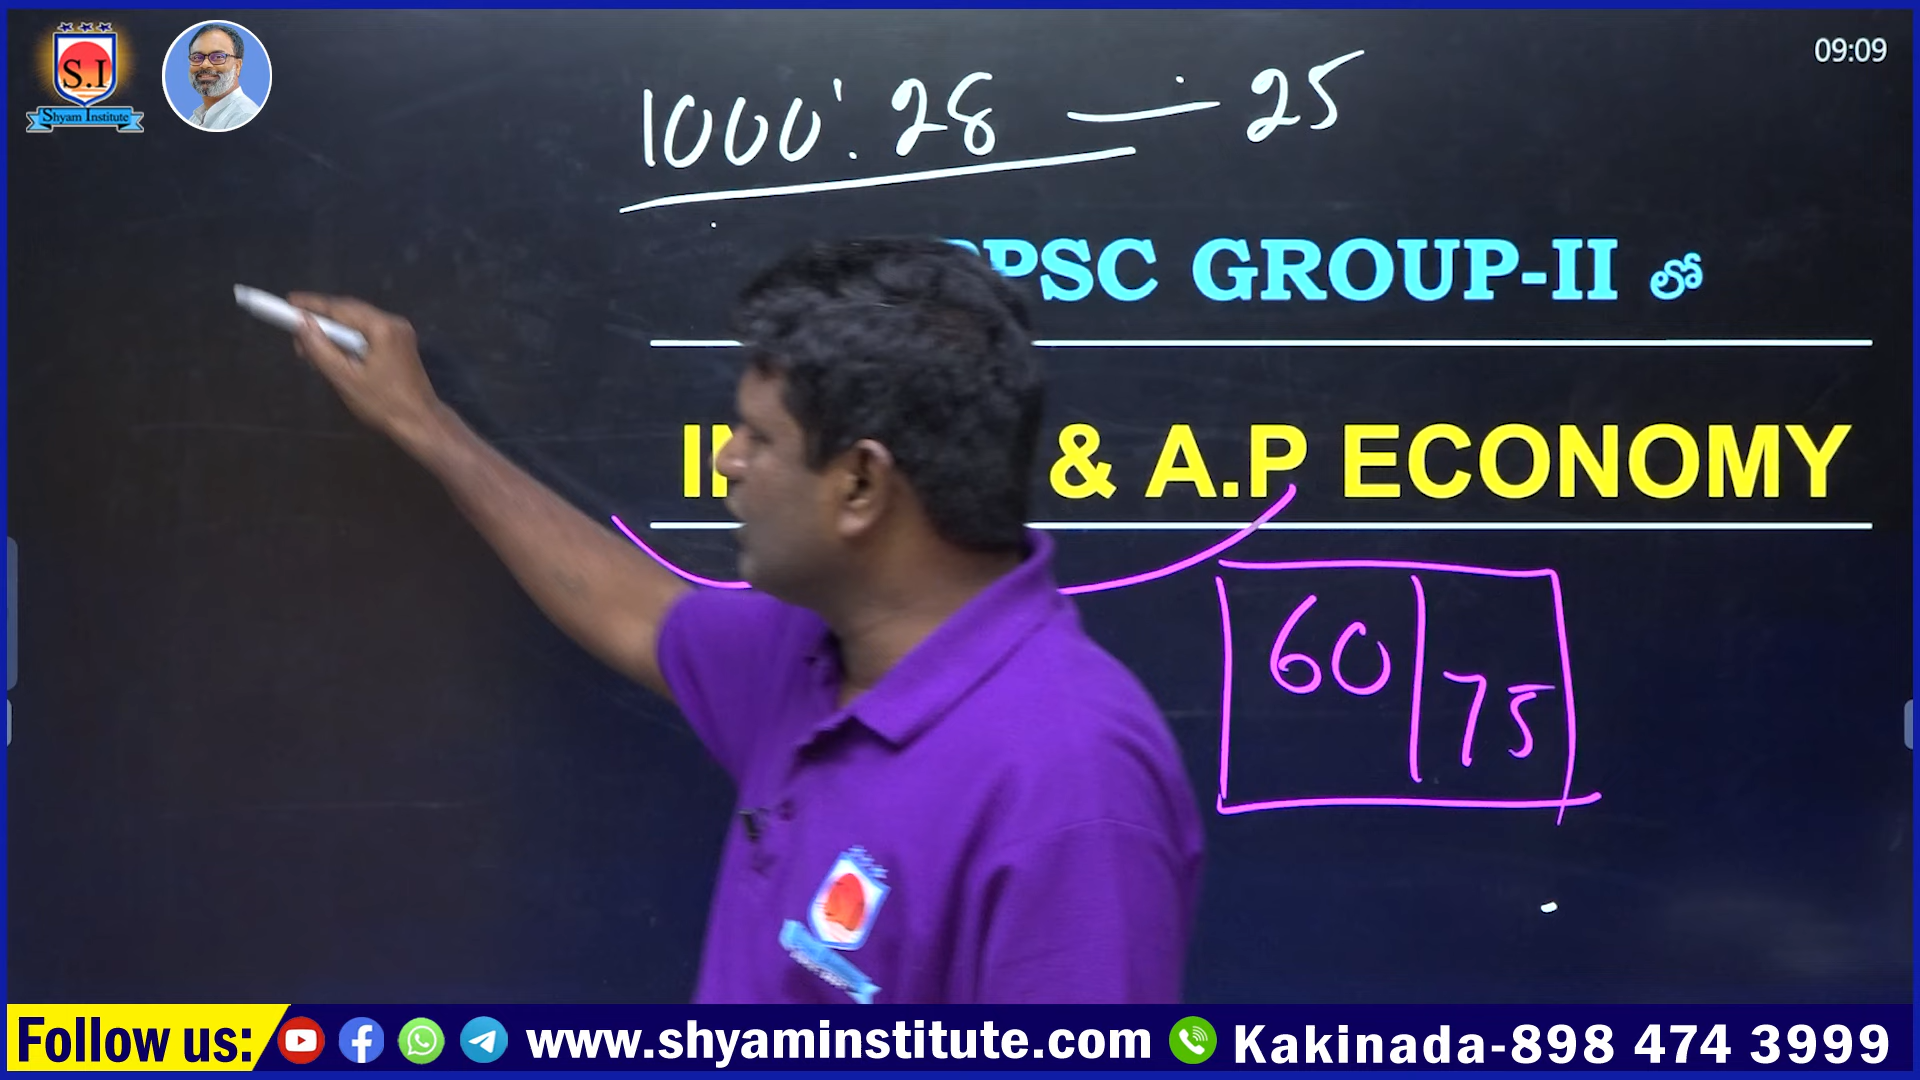 09:09
S.I
Shyam Institute
1000: 28 — 25
PSC GROUP-II లో
& A.P ECONOMY
60 75
Follow us: www.shyaminstitute.com Kakinada-898 474 3999